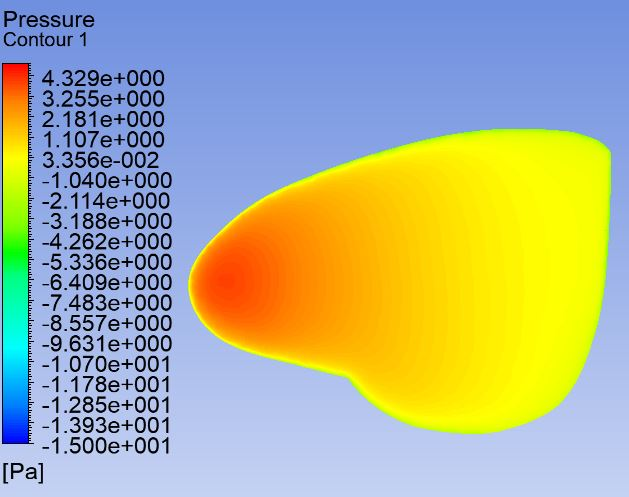 Pressure
Contour 1
4.329e+000
3.255e+000
2.181e+000
1.107e+000
3.356e-002
-1.040e+000
-2.114e+000
-3.188e+000
-4.262e+000
-5.336e+000
-6.409e+000
-7.483e+000
-8.557e+000
-9.631e+000
-1.070e+001
-1.178e+001
-1.285e+001
-1.393e+001
-1.500e+001
[Pa]